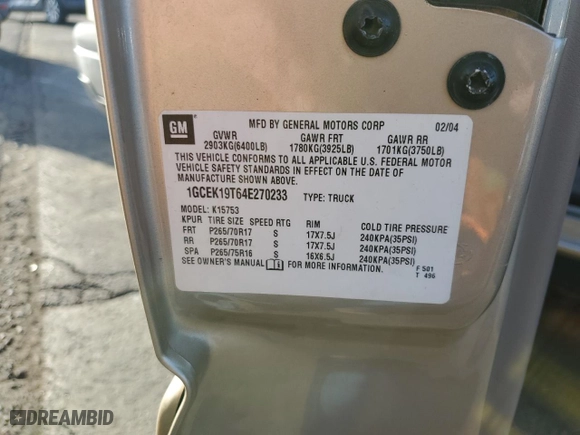 GM
MFD BY GENERAL MOTORS CORP 02/04
GVWR GAWR FRT GAWR RR
2903KG(6400LB) 1780KG(3925LB) 1701KG(3750LB)
THIS VEHICLE CONFORMS TO ALL APPLICABLE U.S. FEDERAL MOTOR
VEHICLE SAFETY STANDARDS IN EFFECT ON THE DATE OF
MANUFACTURE SHOWN ABOVE.
1GCEK19T64E270233 TYPE: TRUCK
MODEL: K15753
KPUR TIRE SIZE SPEED RTG RIM COLD TIRE PRESSURE
FRT P265/70R17 S 17X7.5J 240KPA(35PSI)
RR P265/70R17 S 17X7.5J 240KPA(35PSI)
SPA P265/75R16 S 16X6.5J 240KPA(35PSI)
SEE OWNER'S MANUAL FOR MORE INFORMATION.
F 501
T 496
DREAMBID